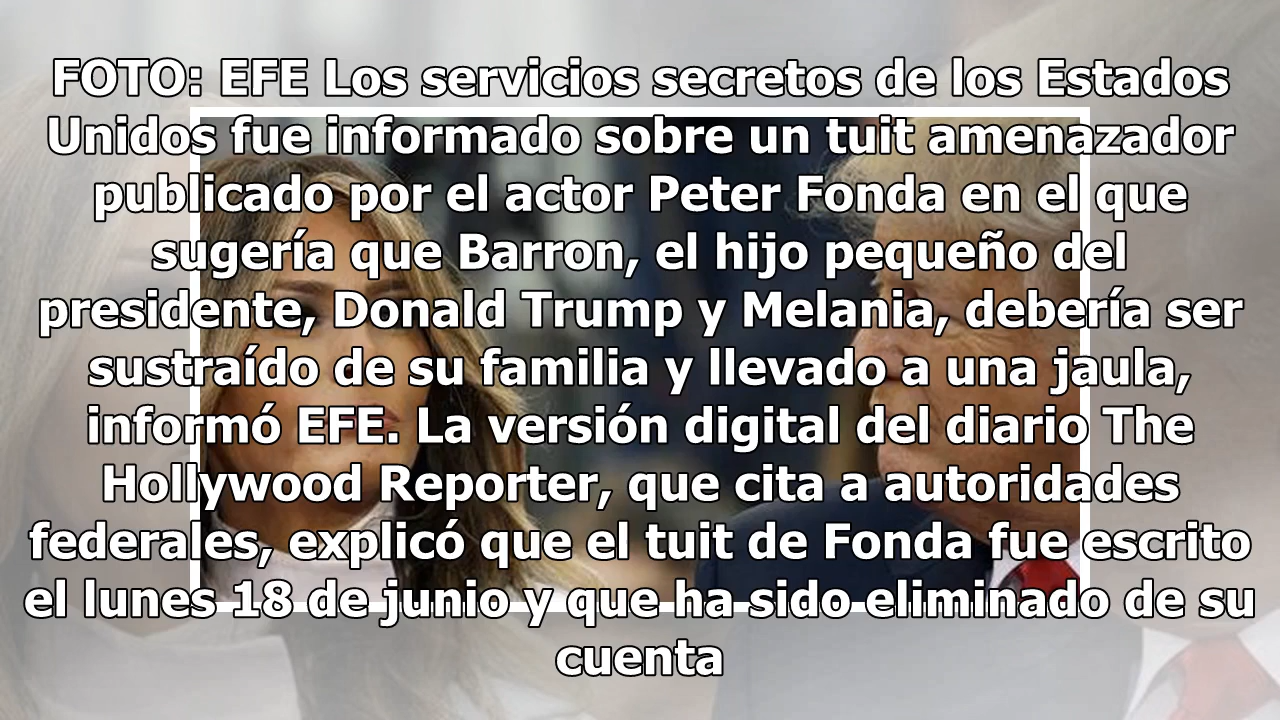 FOTO: EFE Los servicios secretos de los Estados
Unidos fue informado sobre un tuit amenazador
publicado por el actor Peter Fonda en el que
sugería que Barron, el hijo pequeño del
presidente, Donald Trump y Melania, debería ser
sustraído de su familia y llevado a una jaula,
informó EFE. La versión digital del diario The
Hollywood Reporter, que cita a autoridades
federales, explicó que el tuit de Fonda fue escrito
el lunes 18 de junio y que ha sido eliminado de su
cuenta